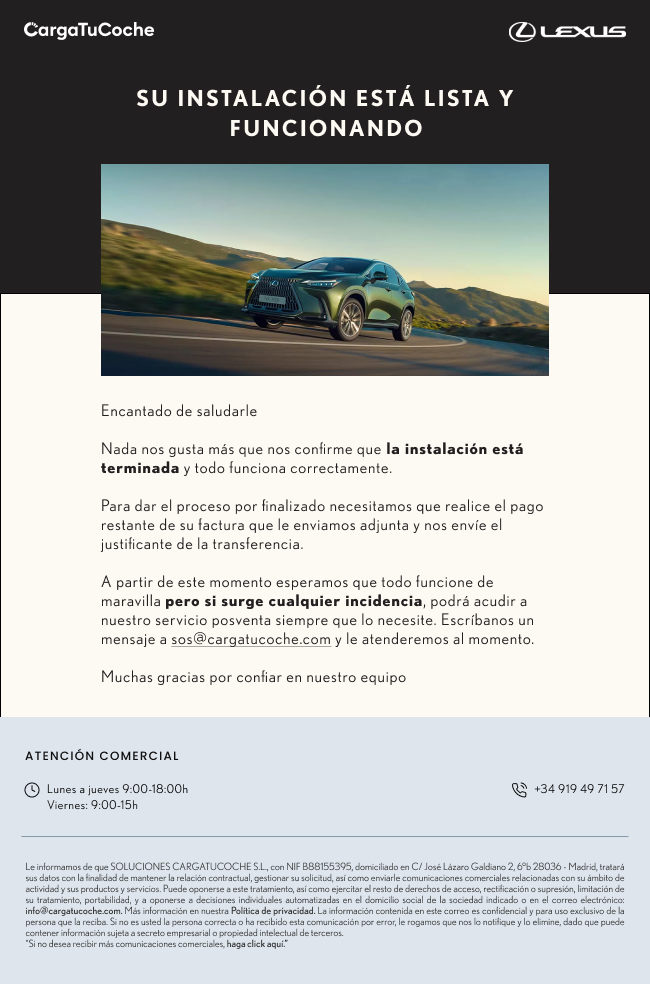 CargaTuCoche
LEXUS
SU INSTALACIÓN ESTÁ LISTA Y
FUNCIONANDO
Encantado de saludarle
Nada nos gusta más que nos confirme que la instalación está
terminada y todo funciona correctamente.
Para dar el proceso por finalizado necesitamos que realice el pago
restante de su factura que le enviamos adjunta y nos envíe el
justificante de la transferencia.
A partir de este momento esperamos que todo funcione de
maravilla pero si surge cualquier incidencia, podrá acudir a
nuestro servicio posventa siempre que lo necesite. Escríbanos un
mensaje a sos@cargatucoche.com y le atenderemos al momento.
Muchas gracias por confiar en nuestro equipo
ATENCIÓN COMERCIAL
Lunes a jueves 9:00-18:00h
Viernes: 9:00-15h
+34 919 49 71 57
Le informamos de que SOLUCIONES CARGATUCOCHE S.L., con NIF B88155395, domiciliado en C/ José Lázaro Galdiano 2, 6ºb 28036 - Madrid, tratará
sus datos con la finalidad de mantener la relación contractual, gestionar su solicitud, así como enviarle comunicaciones comerciales relacionadas con su ámbito de
actividad y sus productos y servicios. Puede oponerse a este tratamiento, así como ejercitar el resto de derechos de acceso, rectificación o supresión, limitación de
su tratamiento, portabilidad, y a oponerse a decisiones individuales automatizadas en el domicilio social de la sociedad indicado o en el correo electrónico:
info@cargatucoche.com. Más información en nuestra Política de privacidad. La información contenida en este correo es confidencial y para uso exclusivo de la
persona que la reciba. Si no es usted la persona correcta o ha recibido esta comunicación por error, le rogamos que nos lo notifique y lo elimine, dado que puede
contener información sujeta a secreto empresarial o propiedad intelectual de terceros.
"Si no desea recibir más comunicaciones comerciales, haga click aquí."